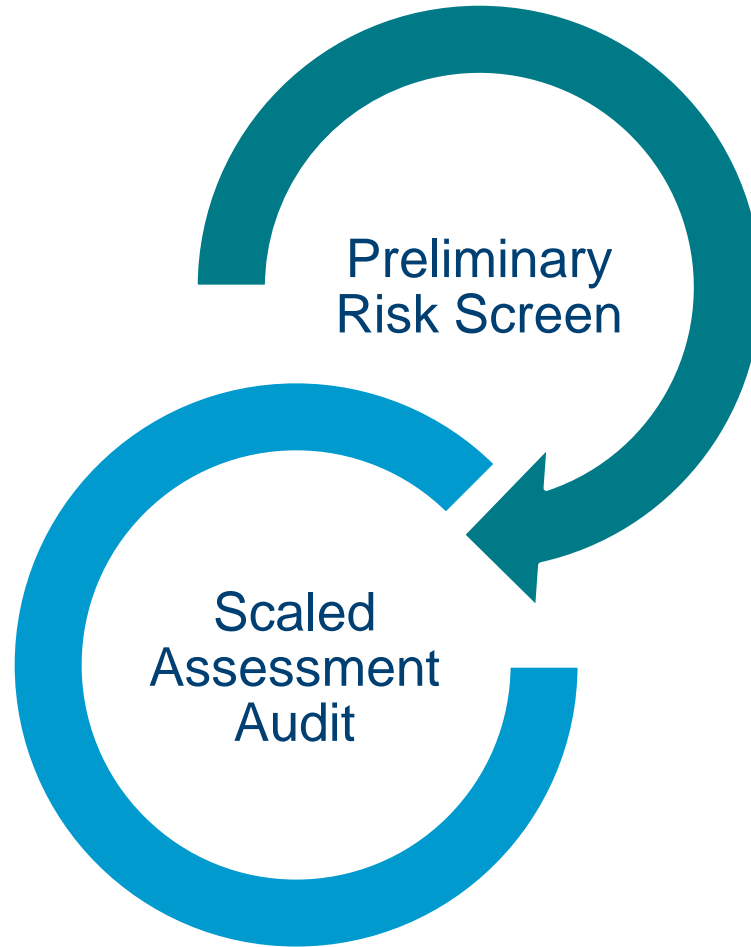 Preliminary
Risk Screen
Scaled
Assessment
Audit